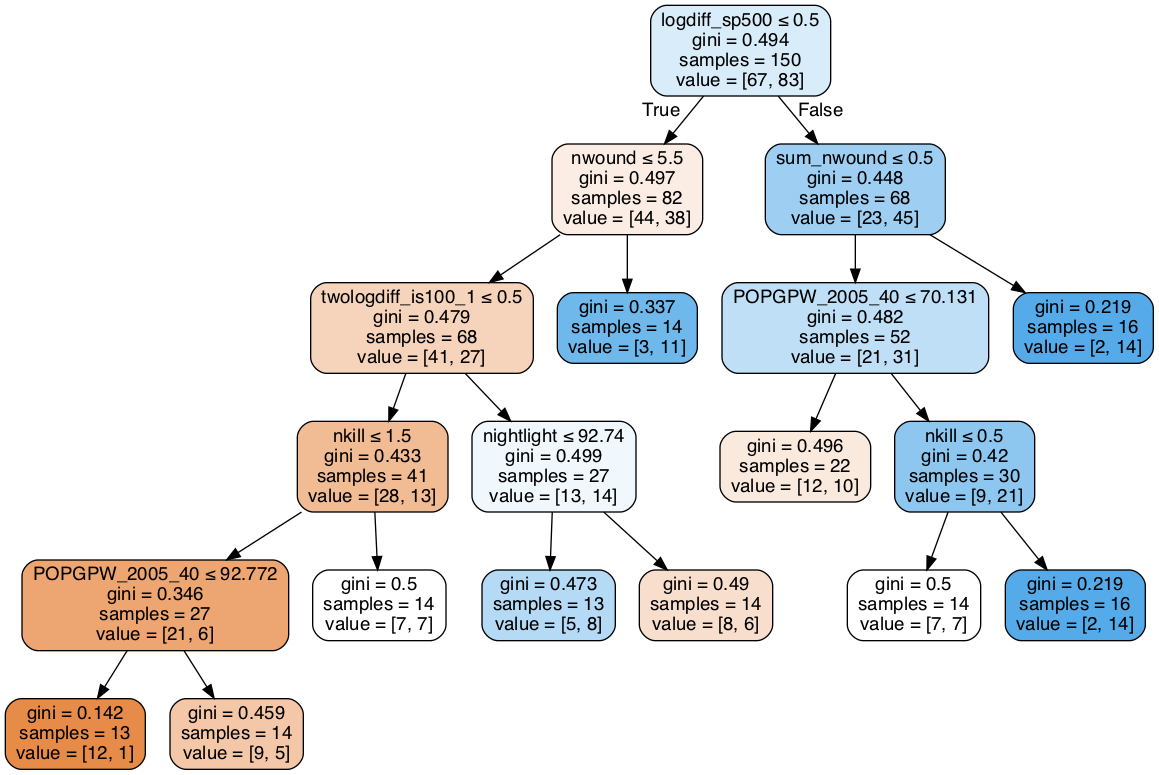 logdiff_sp500 ≤ 0.5
gini = 0.494
samples = 150
value = [67, 83]
True
False
nwound ≤ 5.5
gini = 0.497
samples = 82
value = [44, 38]
sum_nwound ≤ 0.5
gini = 0.448
samples = 68
value = [23, 45]
twologdiff_is100_1 ≤ 0.5
gini = 0.479
samples = 68
value = [41, 27]
gini = 0.337
samples = 14
value = [3, 11]
POPGPW_2005_40 ≤ 70.131
gini = 0.482
samples = 52
value = [21, 31]
gini = 0.219
samples = 16
value = [2, 14]
nkill ≤ 1.5
gini = 0.433
samples = 41
value = [28, 13]
nightlight ≤ 92.74
gini = 0.499
samples = 27
value = [13, 14]
gini = 0.496
samples = 22
value = [12, 10]
nkill ≤ 0.5
gini = 0.42
samples = 30
value = [9, 21]
POPGPW_2005_40 ≤ 92.772
gini = 0.346
samples = 27
value = [21, 6]
gini = 0.5
samples = 14
value = [7, 7]
gini = 0.473
samples = 13
value = [5, 8]
gini = 0.49
samples = 14
value = [8, 6]
gini = 0.5
samples = 14
value = [7, 7]
gini = 0.219
samples = 16
value = [2, 14]
gini = 0.142
samples = 13
value = [12, 1]
gini = 0.459
samples = 14
value = [9, 5]